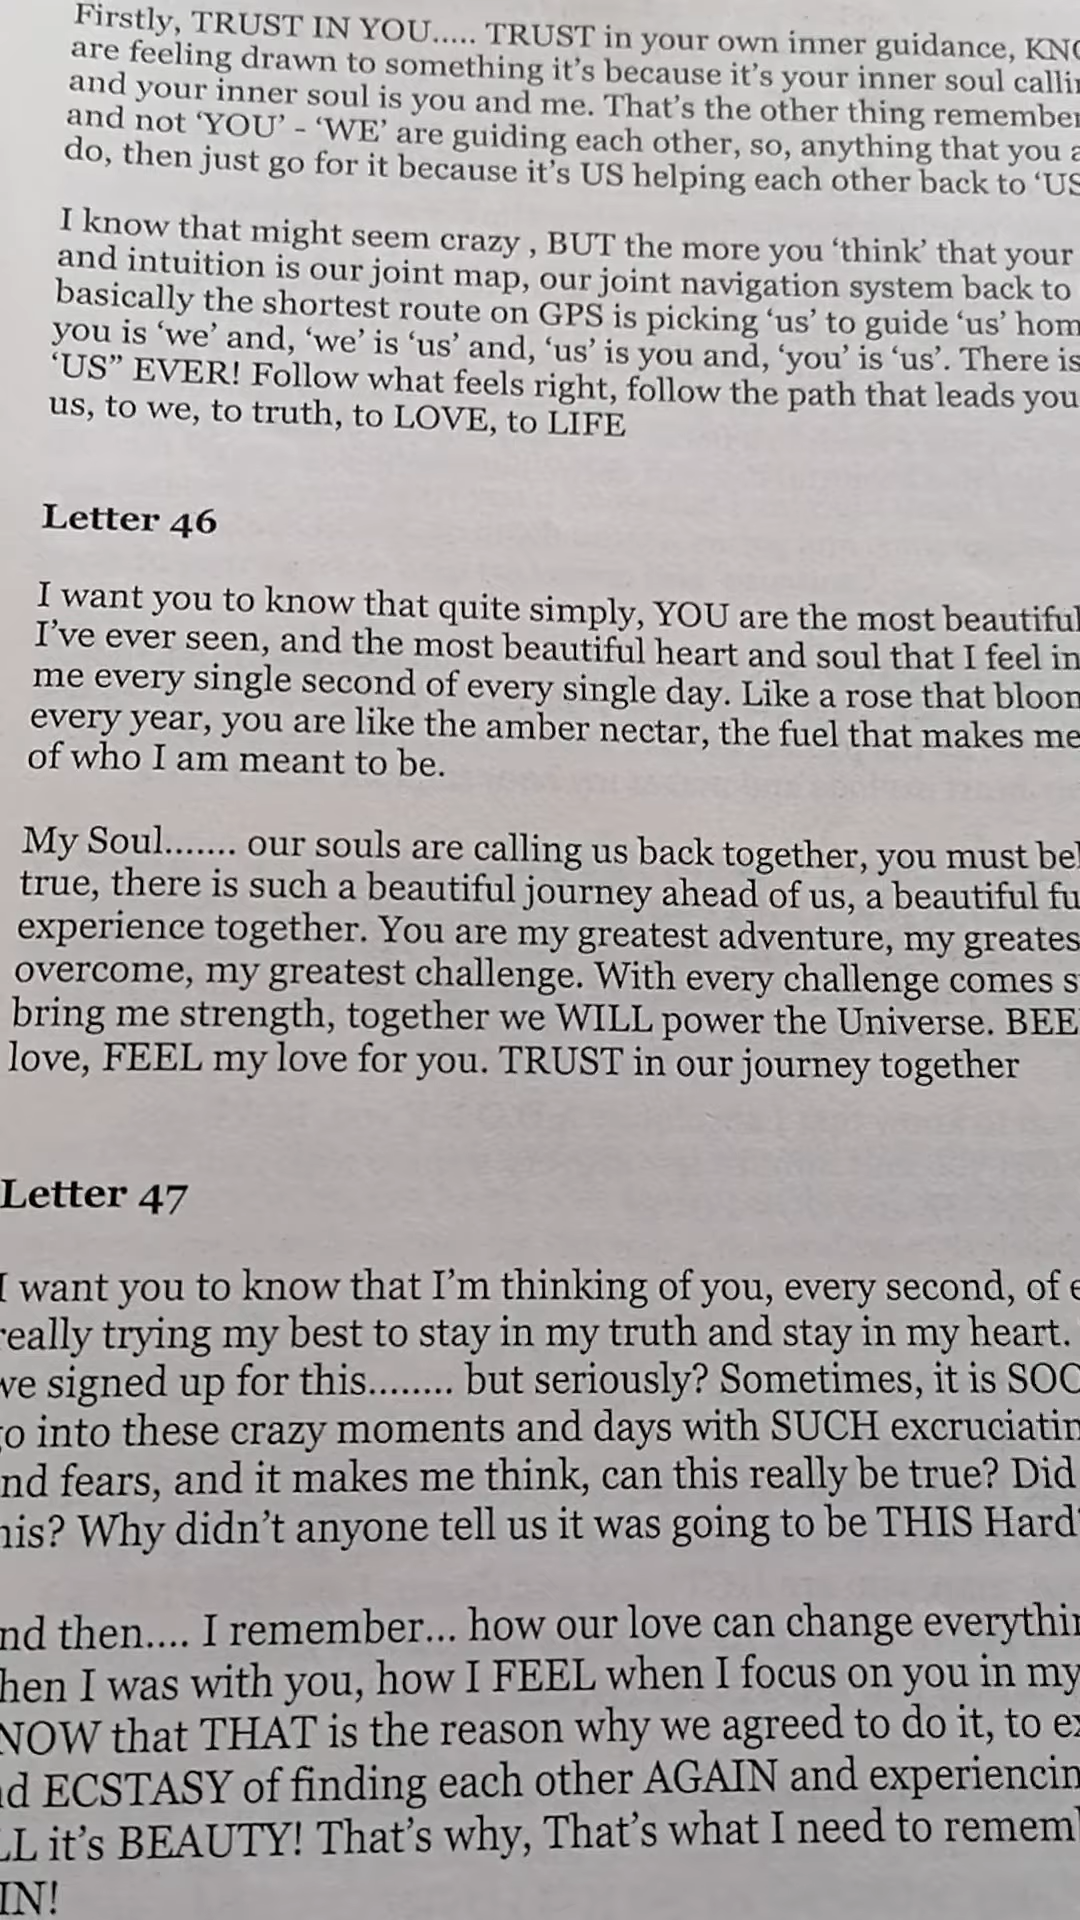 Firstly, TRUST IN YOU..... TRUST in your own inner guidance,
are feeling drawn to something it's because it's your inner soul
and your inner soul is you and me. That's the other thing
and not 'YOU' - 'WE' are guiding each other, so, anything that you
do, then just go for it because it's US helping each other back to 'US
I know that might seem crazy , BUT the more you 'think' that your
and intuition is our joint map, our joint navigation system back to
basically the shortest route on GPS is picking 'us' to guide 'us'
you is 'we' and, 'we' is 'us' and, 'us' is you and, 'you' is 'us'. There is
'US" EVER! Follow what feels right, follow the path that leads you
us, to we, to truth, to LOVE, to LIFE
Letter 46
I want you to know that quite simply, YOU are the most beautiful
I've ever seen, and the most beautiful heart and soul that I feel in
me every single second of every single day. Like a rose that
every year, you are like the amber nectar, the fuel that makes me
of who I am meant to be.
My Soul....... our souls are calling us back together, you must
true, there is such a beautiful journey ahead of us, a beautiful
experience together. You are my greatest adventure, my
overcome, my greatest challenge. With every challenge comes
bring me strength, together we WILL power the Universe.
love, FEEL my love for you. TRUST in our journey together
Letter 47
I want you to know that I'm thinking of you, every second, of
really trying my best to stay in my truth and stay in my heart.
we signed up for this........ but seriously? Sometimes, it is
into these crazy moments and days with SUCH
fears, and it makes me think, can this really be true? Did
Why didn't anyone tell us it was going to be THIS Hard
then.... I remember... how our love can change
I was with you, how I FEEL when I focus on you in my
that THAT is the reason why we agreed to do it, to
ECSTASY of finding each other AGAIN and
it's BEAUTY! That's why, That's what I need to
IN!